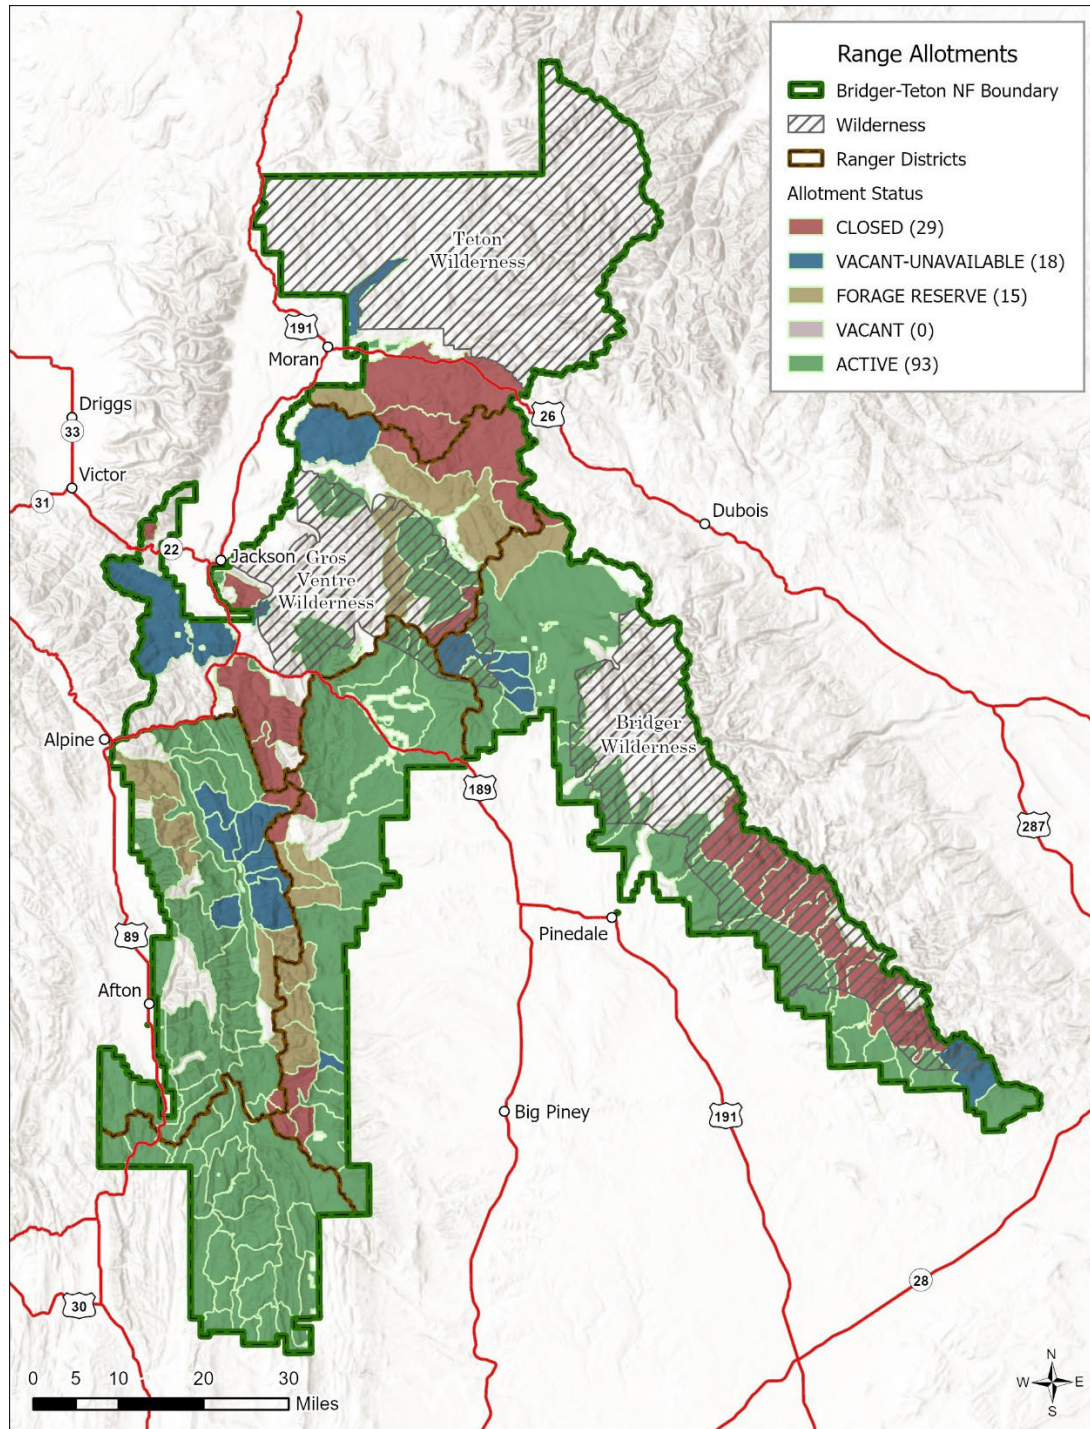 Range Allotments
Bridger-Teton NF Boundary
Wilderness
Ranger Districts
Allotment Status
CLOSED (29)
VACANT-UNAVAILABLE (18)
FORAGE RESERVE (15)
VACANT (0)
ACTIVE (93)
Teton
Wilderness
191
Moran
26
Driggs
33
Victor
31
Dubois
22
Jackson
Gros
Ventre
Wilderness
Bridger
Wilderness
Alpine
189
287
89
Pinedale
Afton
Big Piney
191
28
30
0 5 10 20 30
Miles
N
W E
S